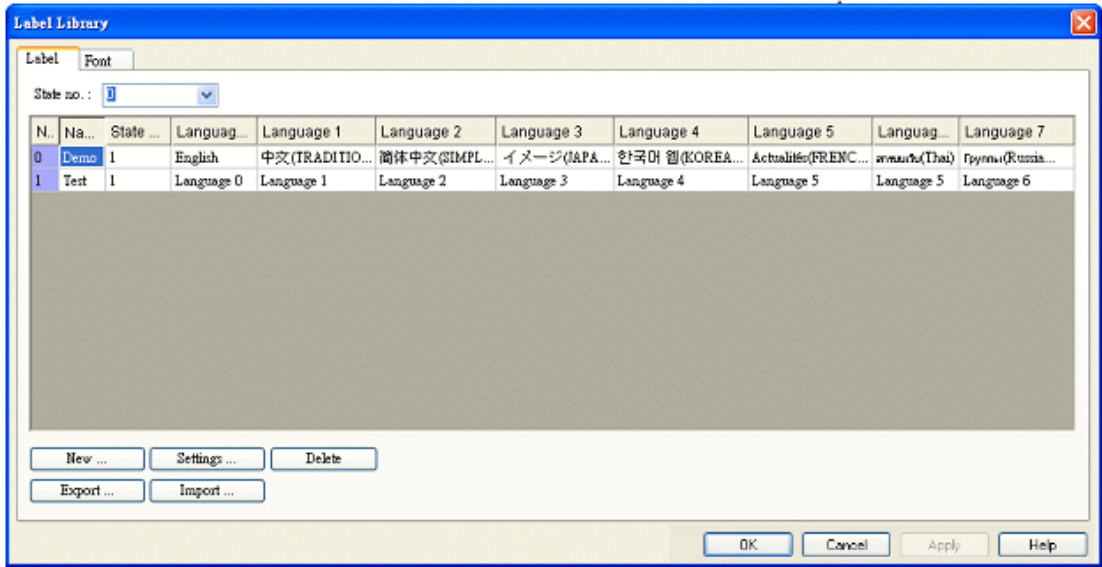 Label Library
Label Font
State no. : 0
N.. Na... State ... Languag... Language 1 Language 2 Language 3 Language 4 Language 5 Languag... Language 7
0 Demo 1 English 中文(TRADITIO... 简体中文(SIMPL... イメージ(JAPA... 한국어 웹(KOREA... Actualités(FRENC... (Thai) Группы(Russia...
1 Test 1 Language 0 Language 1 Language 2 Language 3 Language 4 Language 5 Language 5 Language 6
New ... Settings ... Delete
Export ... Import ...
OK Cancel Apply Help